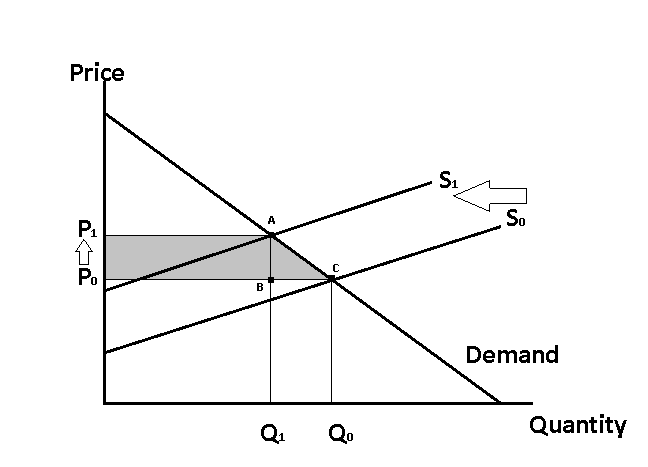 Price
S₁
S₀
A
P₁
P₀
B
C
Demand
Quantity
Q₁
Q₀